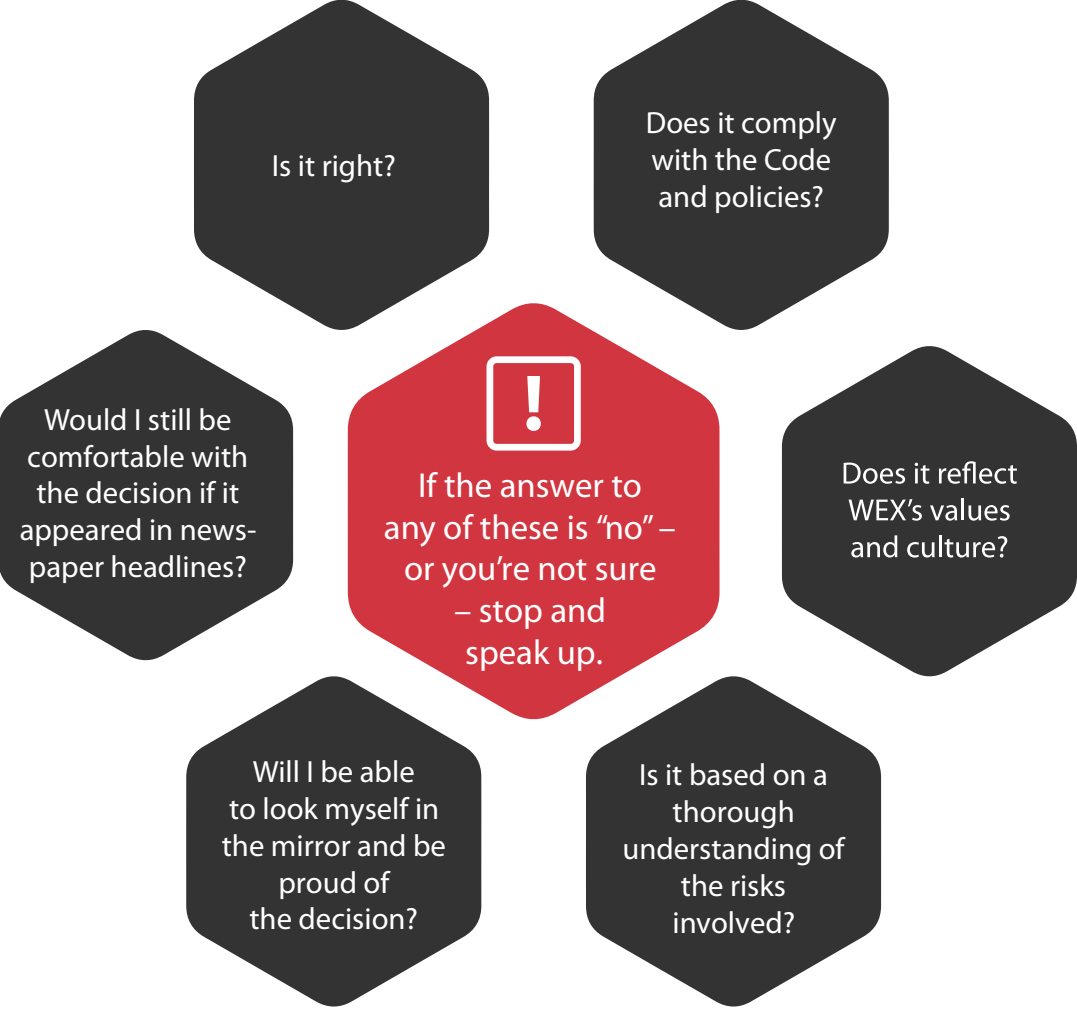 Is it right?
Does it comply
with the Code
and policies?
Would I still be
comfortable with
the decision if it
appeared in news-
paper headlines?
!
If the answer to
any of these is “no” –
or you’re not sure
– stop and
speak up.
Does it reflect
WEX’s values
and culture?
Will I be able
to look myself in
the mirror and be
proud of
the decision?
Is it based on a
thorough
understanding of
the risks
involved?